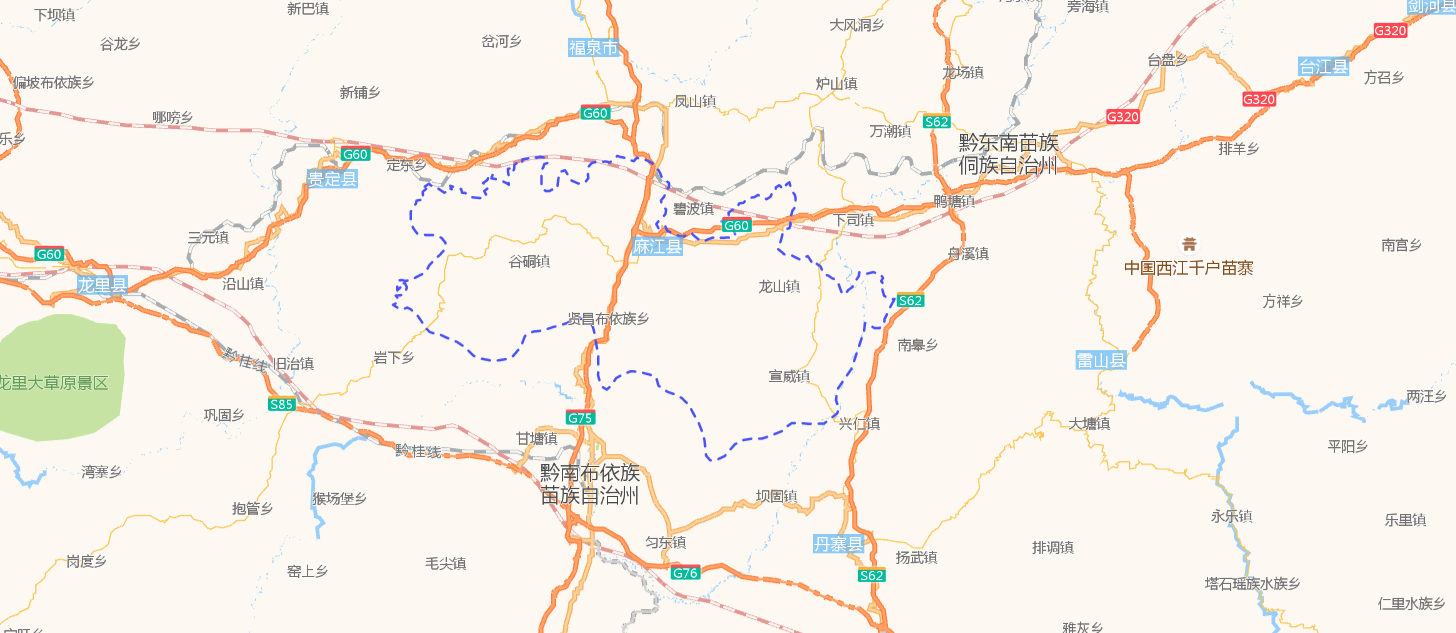 下坝镇
新巴镇
旁海镇
剑河县
谷龙乡
岔河乡
福泉市
大风洞乡
G320
台盘乡
台江县
方召乡
偏坡布依族乡
新铺乡
炉山镇
龙场镇
凤山镇
G60
G320
G320
哪嗙乡
万潮镇
S62
乐乡
G60
定东乡
黔东南苗族
侗族自治州
排羊乡
贵定县
碧波镇
鸭塘镇
G60
下司镇
三元镇
麻江县
南宫乡
G60
谷硐镇
舟溪镇
中国西江千户苗寨
龙里县
沿山镇
龙山镇
S62
方祥乡
贤昌布依族乡
南皋乡
黔桂线
旧治镇
岩下乡
雷山县
龙里大草原景区
宣威镇
两汪乡
S85
巩固乡
G75
兴仁镇
大塘镇
甘塘镇
平阳乡
黔桂线
湾寨乡
黔南布依族
苗族自治州
猴场堡乡
坝固镇
抱管乡
永乐镇
乐里镇
匀东镇
丹寨县
排调镇
岗度乡
毛尖镇
扬武镇
窑上乡
G76
S62
塔石瑶族水族乡
仁里水族乡
雅灰乡